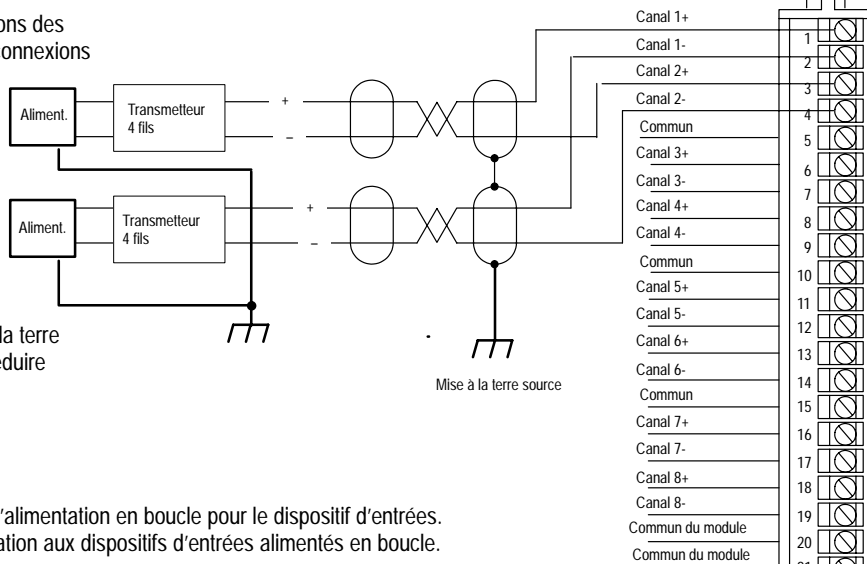 ons des
onnexions
Aliment.
Transmetteur
4 fils
+
–
Aliment.
Transmetteur
4 fils
+
–
la terre
éduire
Mise à la terre source
Canal 1+
1
Canal 1-
2
Canal 2+
3
Canal 2-
4
Commun
5
Canal 3+
6
Canal 3-
7
Canal 4+
8
Canal 4-
9
Commun
10
Canal 5+
11
Canal 5-
12
Canal 6+
13
Canal 6-
14
Commun
15
Canal 7+
16
Canal 7-
17
Canal 8+
18
Canal 8-
19
Commun du module
20
Commun du module
'alimentation en boucle pour le dispositif d'entrées.
ation aux dispositifs d'entrées alimentés en boucle.